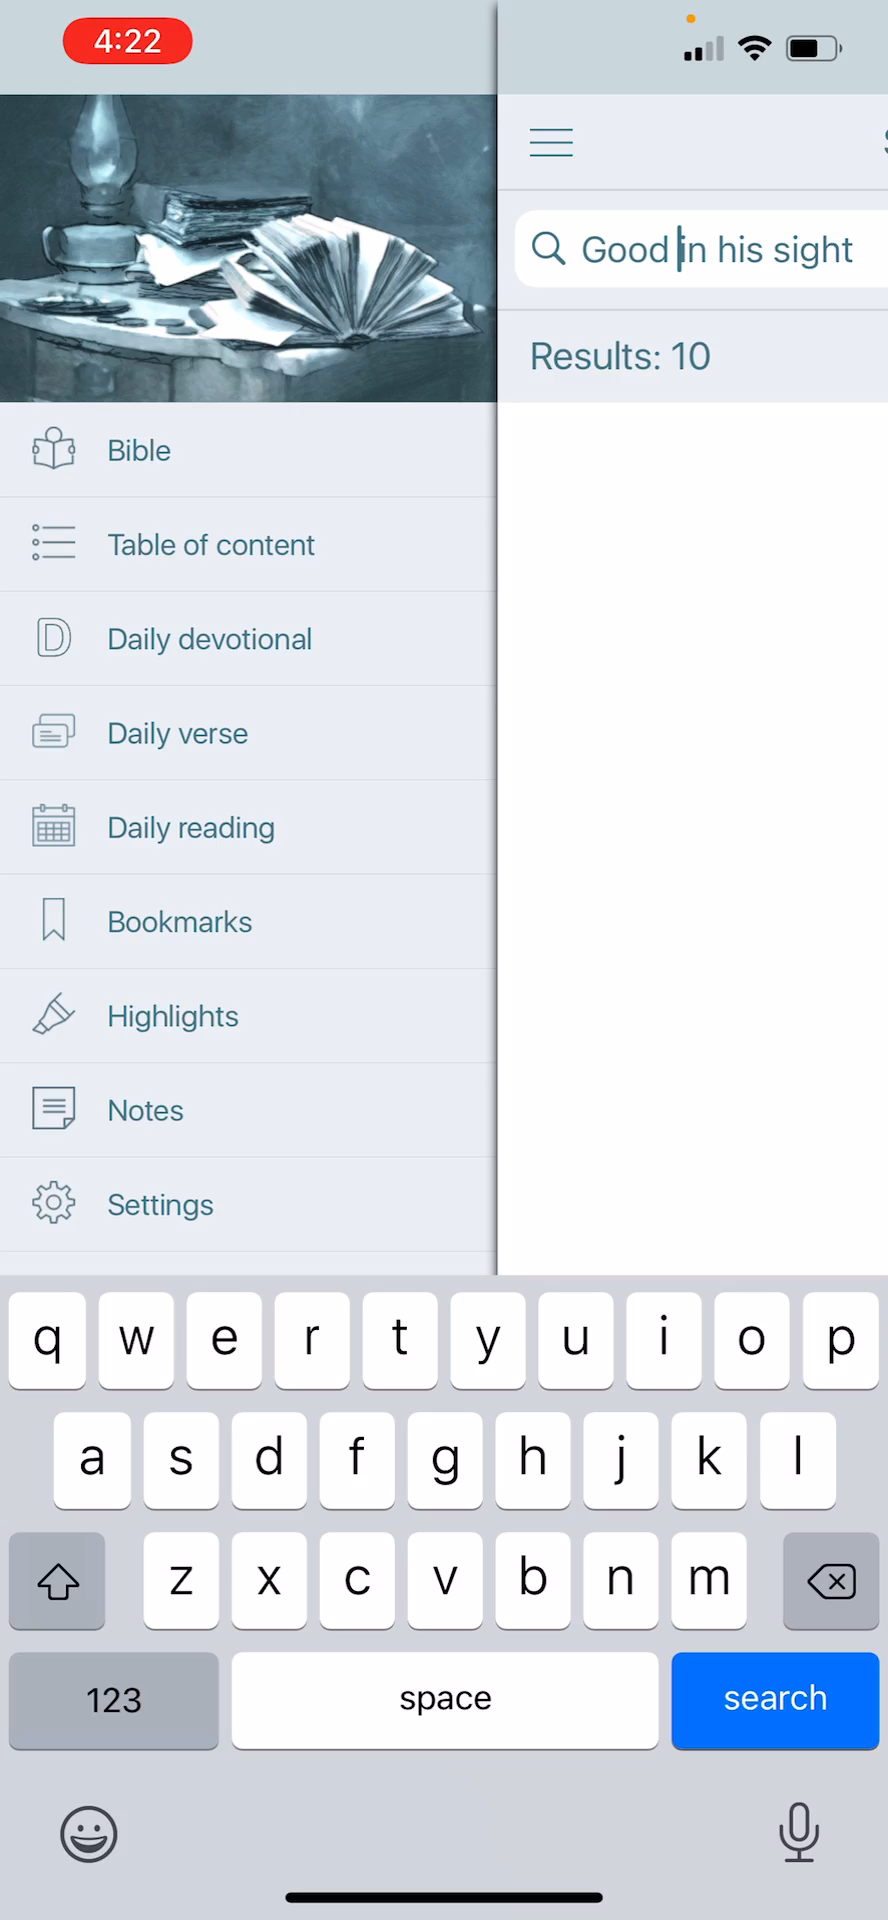 4:22
Good in his sight
Results: 10
Bible
Table of content
Daily devotional
Daily verse
Daily reading
Bookmarks
Highlights
Notes
Settings
q w e r t y u i o p
a s d f g h j k l
z x c v b n m
123 space search